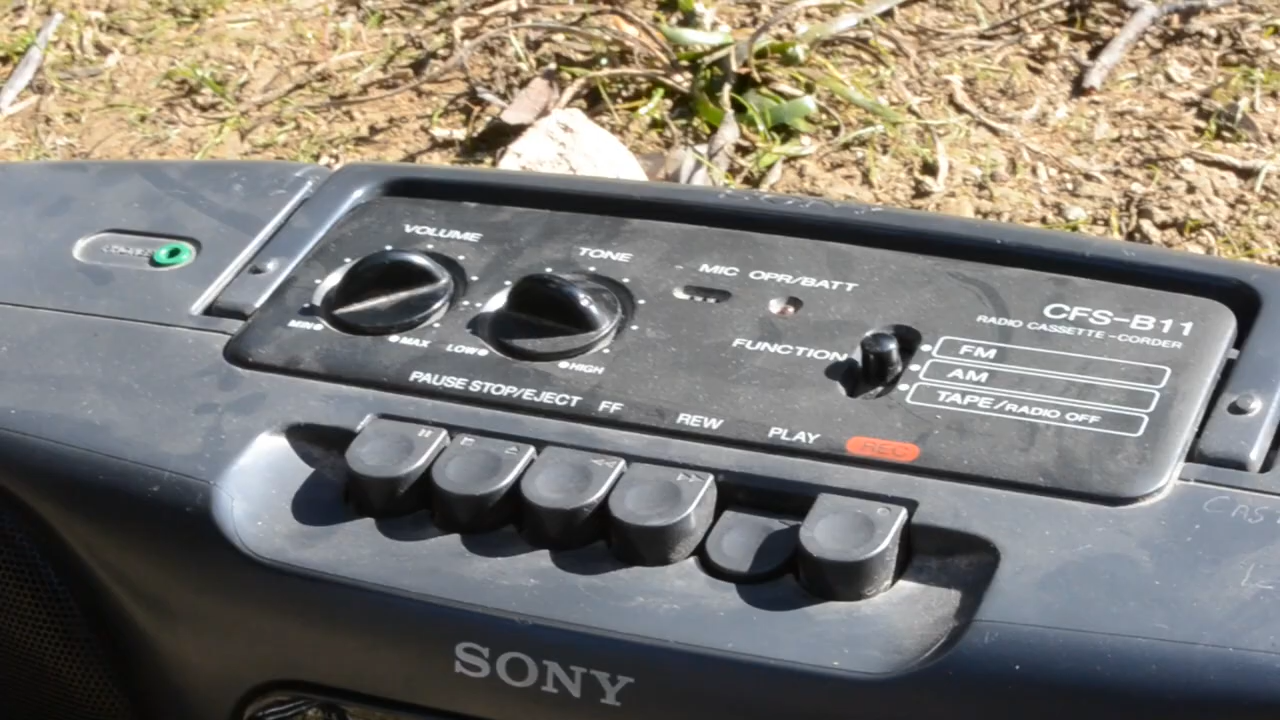 VOLUME
TONE
MIC OPR/BATT
CFS-B11
RADIO CASSETTE-CORDER
MIN
MAX
LOW
HIGH
FUNCTION
FM
AM
TAPE/RADIO OFF
PAUSE STOP/EJECT FF REW PLAY REC
SONY